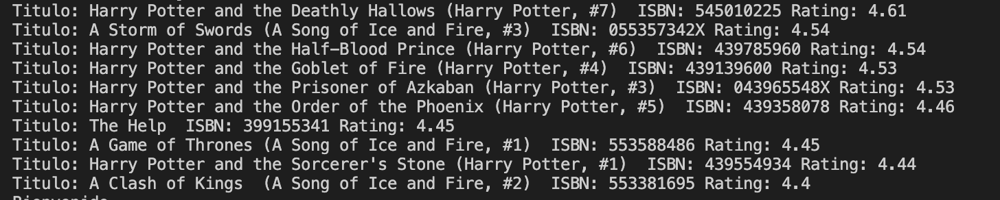 Titulo: Harry Potter and the Deathly Hallows (Harry Potter, #7)  ISBN: 545010225 Rating: 4.61
Titulo: A Storm of Swords (A Song of Ice and Fire, #3)  ISBN: 055357342X Rating: 4.54
Titulo: Harry Potter and the Half-Blood Prince (Harry Potter, #6)  ISBN: 439785960 Rating: 4.54
Titulo: Harry Potter and the Goblet of Fire (Harry Potter, #4)  ISBN: 439139600 Rating: 4.53
Titulo: Harry Potter and the Prisoner of Azkaban (Harry Potter, #3)  ISBN: 043965548X Rating: 4.53
Titulo: Harry Potter and the Order of the Phoenix (Harry Potter, #5)  ISBN: 439358078 Rating: 4.46
Titulo: The Help  ISBN: 399155341 Rating: 4.45
Titulo: A Game of Thrones (A Song of Ice and Fire, #1)  ISBN: 553588486 Rating: 4.45
Titulo: Harry Potter and the Sorcerer's Stone (Harry Potter, #1)  ISBN: 439554934 Rating: 4.44
Titulo: A Clash of Kings  (A Song of Ice and Fire, #2)  ISBN: 553381695 Rating: 4.4